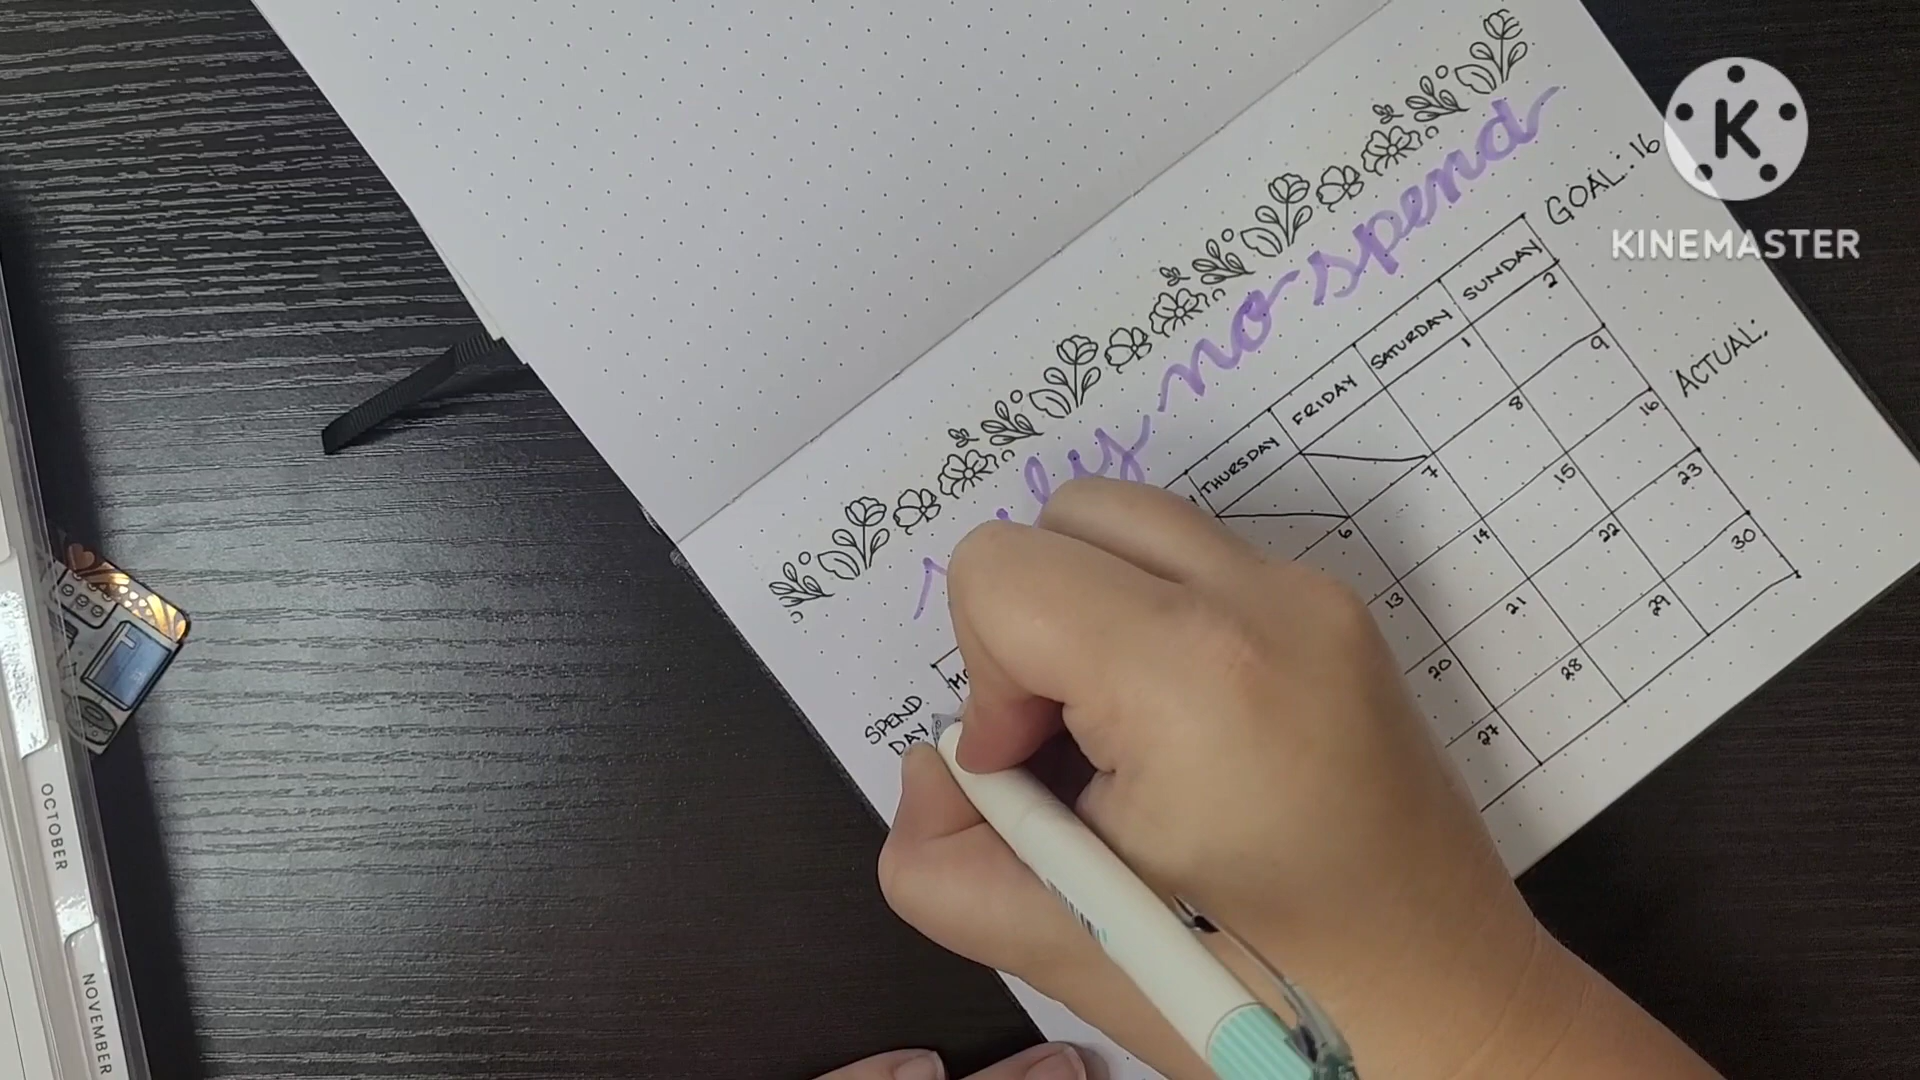 no-spend
GOAL: 16
ACTUAL:
SPEND
DAY
THURSDAY FRIDAY SATURDAY SUNDAY
1 2
6 7 8 9
13 14 15 16
20 21 22 23
27 28 29 30
OCTOBER
NOVEMBER
K
KINEMASTER